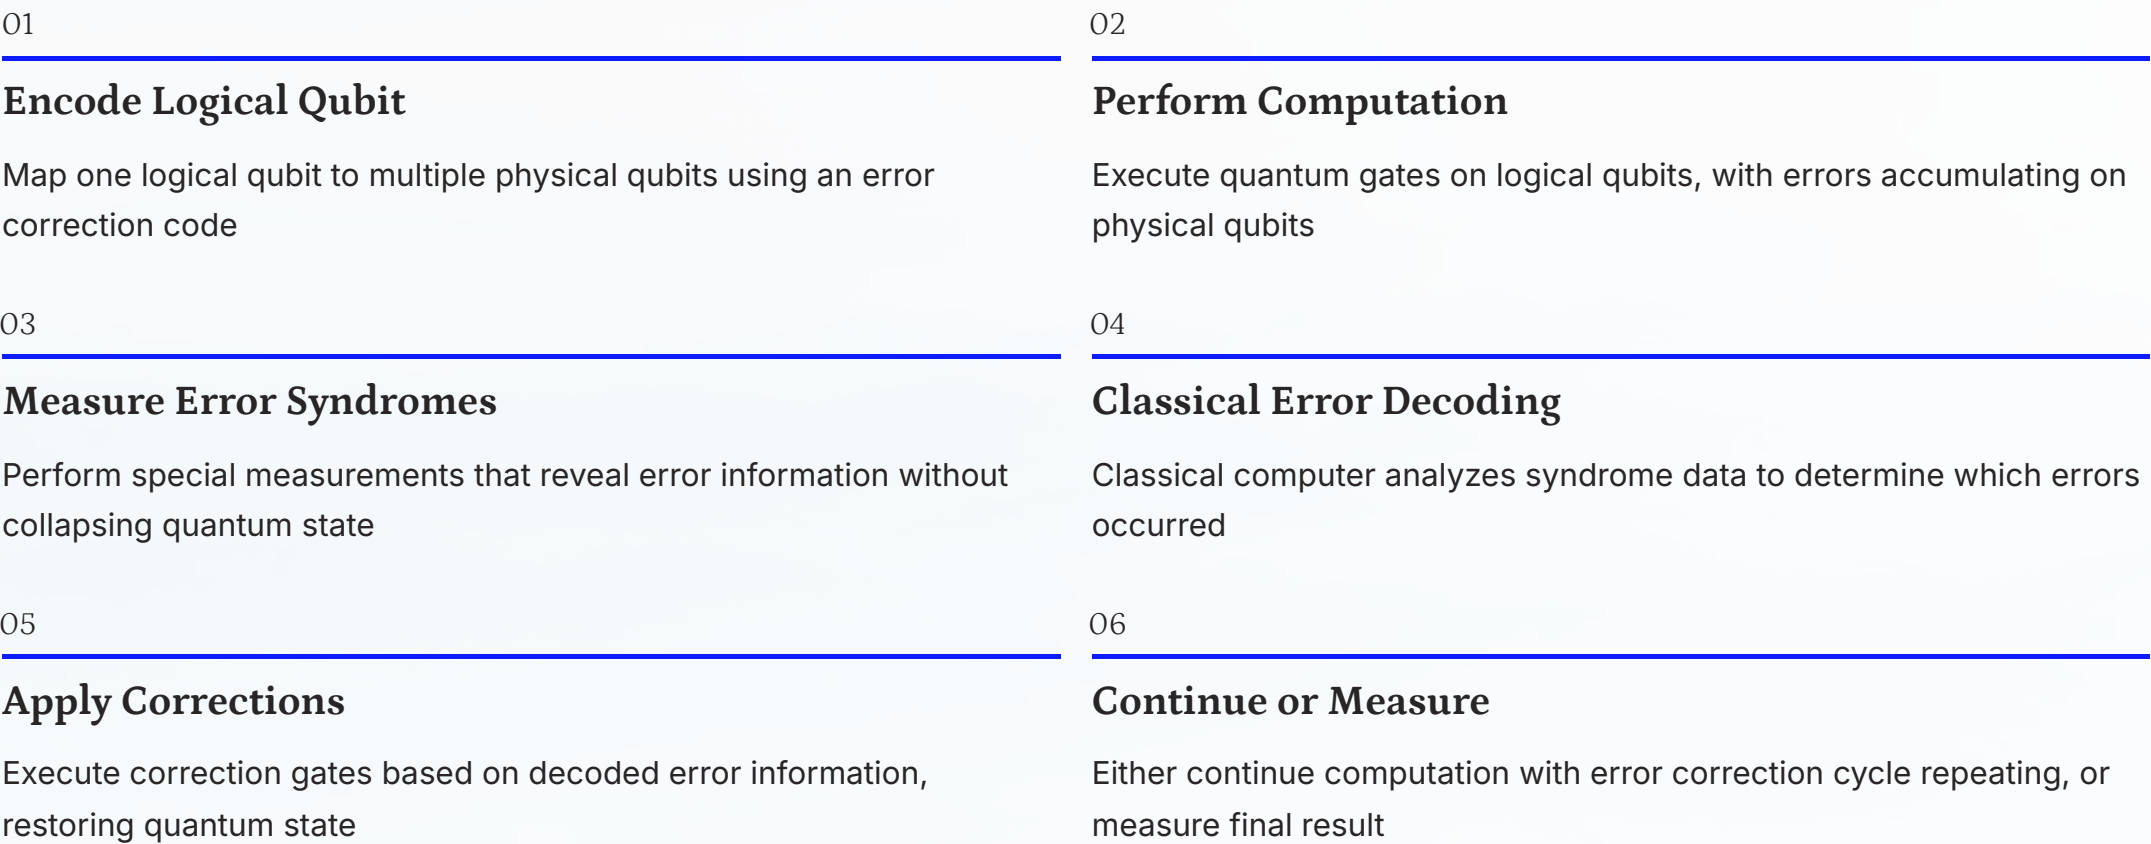 01
Encode Logical Qubit
Map one logical qubit to multiple physical qubits using an error
correction code
02
Perform Computation
Execute quantum gates on logical qubits, with errors accumulating on
physical qubits
03
Measure Error Syndromes
Perform special measurements that reveal error information without
collapsing quantum state
04
Classical Error Decoding
Classical computer analyzes syndrome data to determine which errors
occurred
05
Apply Corrections
Execute correction gates based on decoded error information,
restoring quantum state
06
Continue or Measure
Either continue computation with error correction cycle repeating, or
measure final result